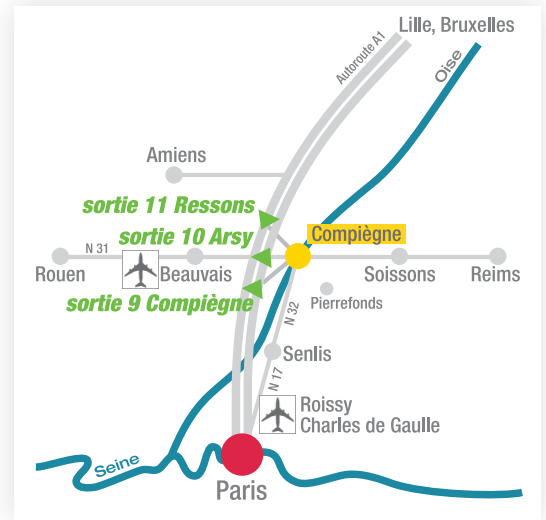 Lille, Bruxelles
Autoroute A1
Oise
Amiens
sortie 11 Ressons
sortie 10 Arsy
Compiègne
N 31
Rouen
Beauvais
Soissons
Reims
sortie 9 Compiègne
Pierrefonds
N 32
Senlis
N 17
Roissy
Charles de Gaulle
Seine
Paris